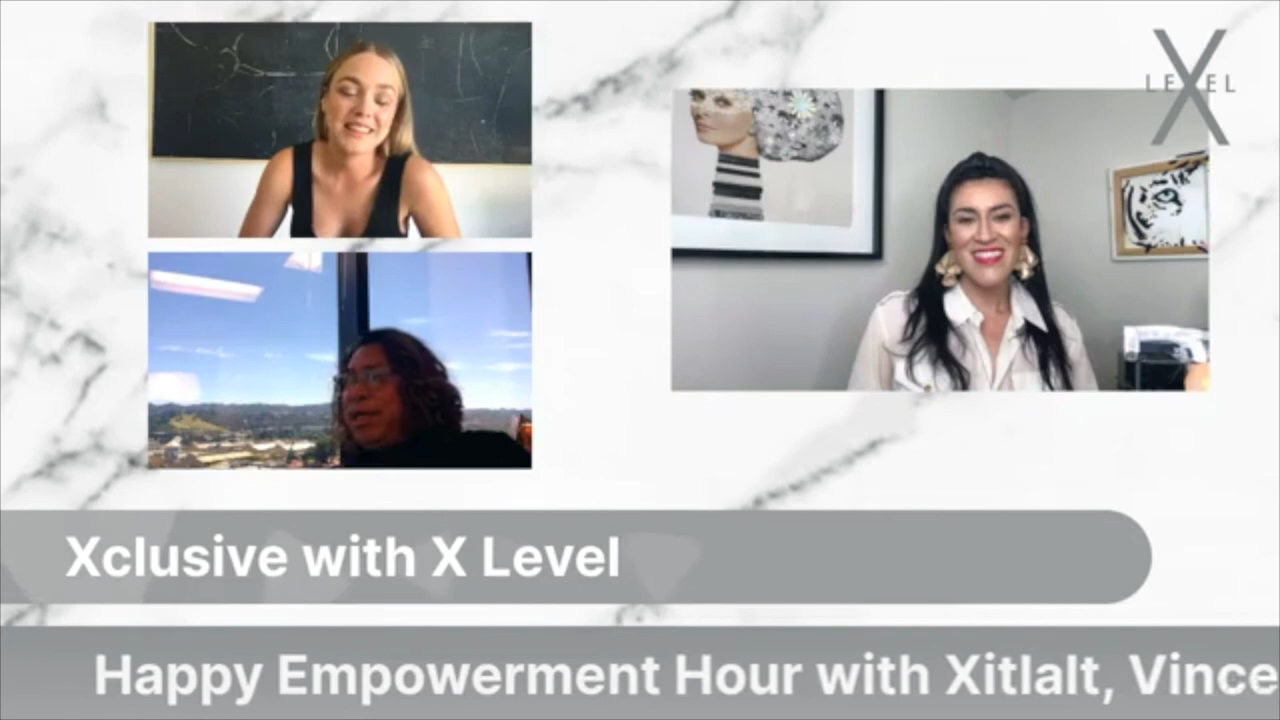 LEVEL
X
Xclusive with X Level
Happy Empowerment Hour with Xitlalt, Vince